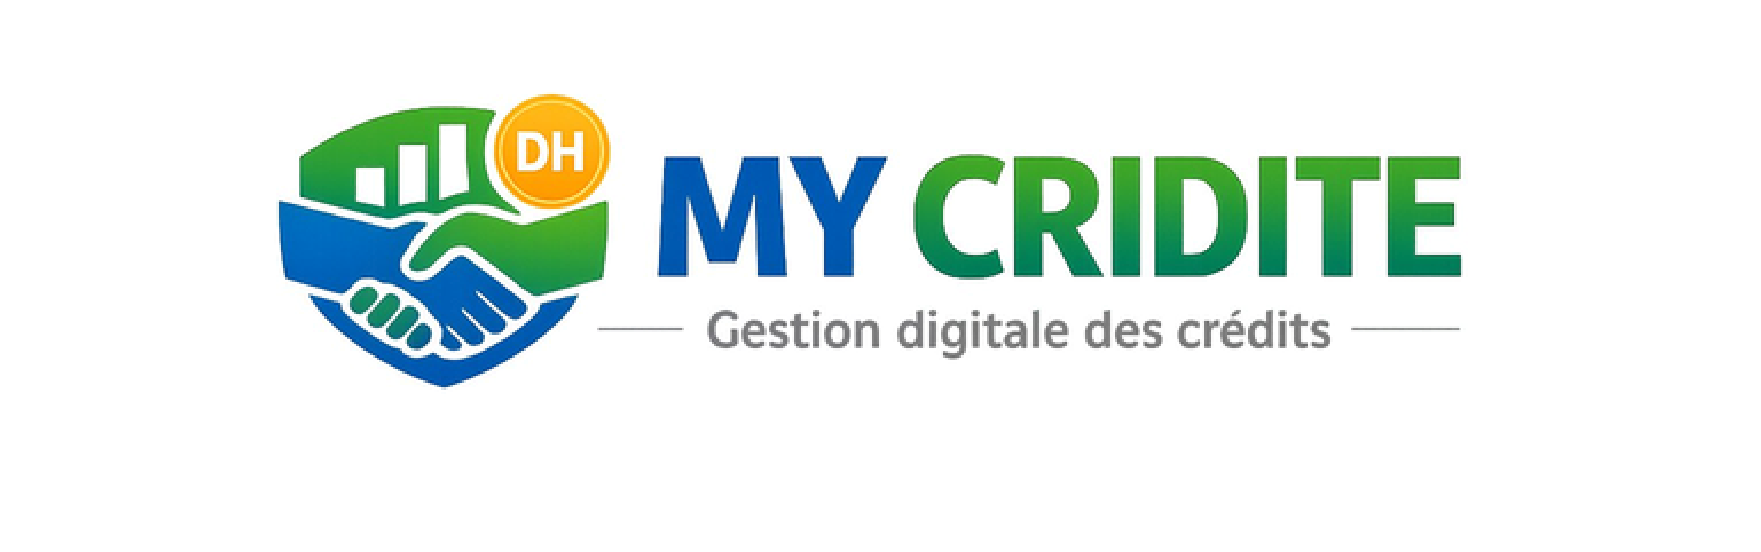 DH
MY CRIDITE
Gestion digitale des crédits